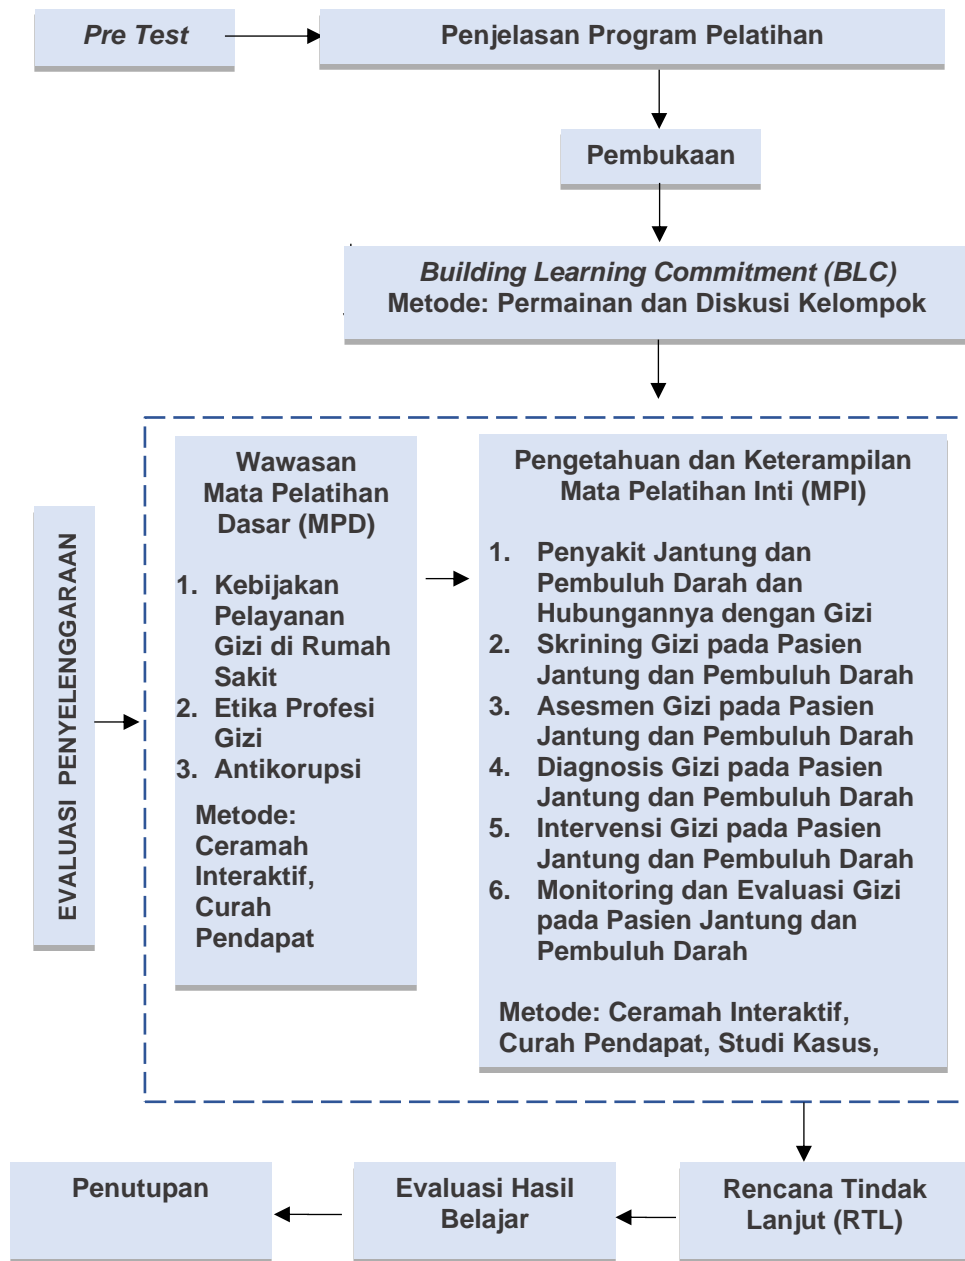 Pre Test
Penjelasan Program Pelatihan
Pembukaan
Building Learning Commitment (BLC)
Metode: Permainan dan Diskusi Kelompok
EVALUASI PENYELENGGARAAN
Wawasan
Mata Pelatihan
Dasar (MPD)
1. Kebijakan
Pelayanan
Gizi di Rumah
Sakit
2. Etika Profesi
Gizi
3. Antikorupsi
Metode:
Ceramah
Interaktif,
Curah
Pendapat
Pengetahuan dan Keterampilan
Mata Pelatihan Inti (MPI)
1. Penyakit Jantung dan
Pembuluh Darah dan
Hubungannya dengan Gizi
2. Skrining Gizi pada Pasien
Jantung dan Pembuluh Darah
3. Asesmen Gizi pada Pasien
Jantung dan Pembuluh Darah
4. Diagnosis Gizi pada Pasien
Jantung dan Pembuluh Darah
5. Intervensi Gizi pada Pasien
Jantung dan Pembuluh Darah
6. Monitoring dan Evaluasi Gizi
pada Pasien Jantung dan
Pembuluh Darah
Metode: Ceramah Interaktif,
Curah Pendapat, Studi Kasus,
Rencana Tindak
Lanjut (RTL)
Evaluasi Hasil
Belajar
Penutupan